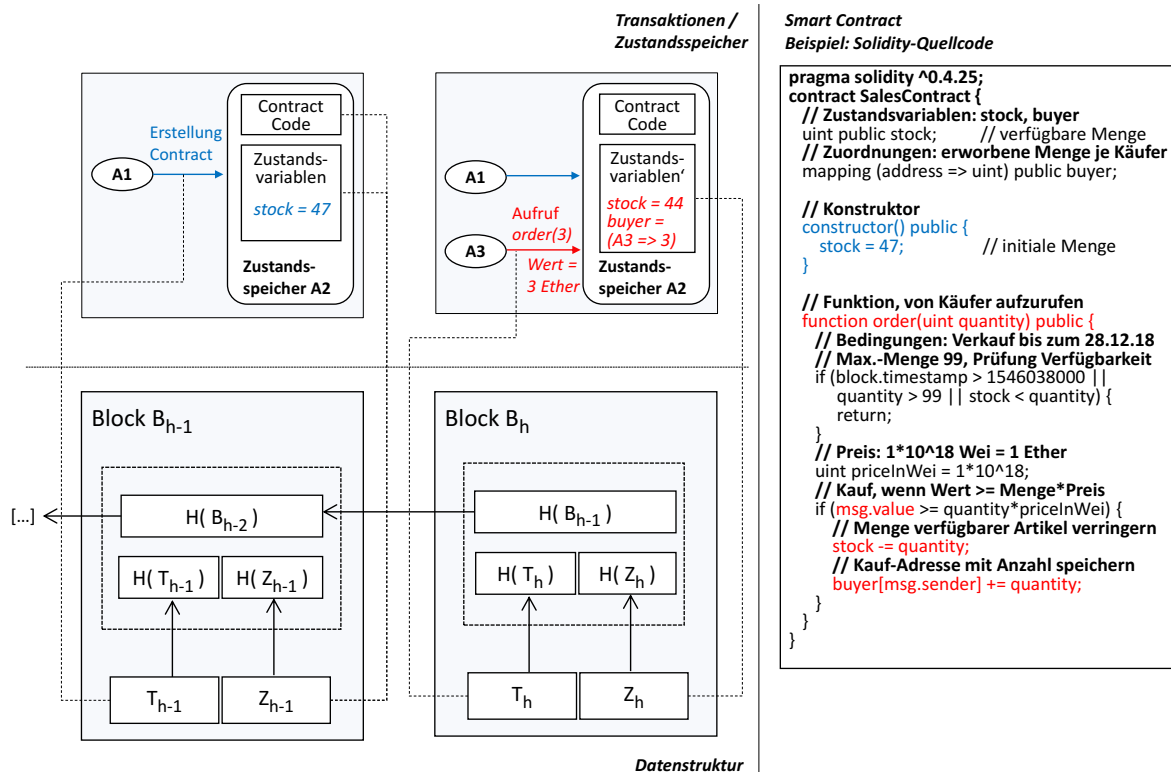 Transaktionen /
Zustandsspeicher
Contract
Code
Erstellung
Contract
A1
Zustands-
variablen
stock = 47
Zustands-
speicher A2
Contract
Code
A1
Zustands-
variablen‘
stock = 44
buyer =
(A3 => 3)
Aufruf
order(3)
A3
Wert =
3 Ether
Zustands-
speicher A2
Block Bh-1
[...]
H( Bh-2 )
H( Th-1 )
H( Zh-1 )
Th-1
Zh-1
Block Bh
H( Bh-1 )
H( Th )
H( Zh )
Th
Zh
Datenstruktur
Smart Contract
Beispiel: Solidity-Quellcode
pragma solidity ^0.4.25;
contract SalesContract {
// Zustandsvariablen: stock, buyer
uint public stock; // verfügbare Menge
// Zuordnungen: erworbene Menge je Käufer
mapping (address => uint) public buyer;
// Konstruktor
constructor() public {
stock = 47; // initiale Menge
}
// Funktion, von Käufer aufzurufen
function order(uint quantity) public {
// Bedingungen: Verkauf bis zum 28.12.18
// Max.-Menge 99, Prüfung Verfügbarkeit
if (block.timestamp > 1546038000 ||
quantity > 99 || stock < quantity) {
return;
}
// Preis: 1*10^18 Wei = 1 Ether
uint priceInWei = 1*10^18;
// Kauf, wenn Wert >= Menge*Preis
if (msg.value >= quantity*priceInWei) {
// Menge verfügbarer Artikel verringern
stock -= quantity;
// Kauf-Adresse mit Anzahl speichern
buyer[msg.sender] += quantity;
}
}
}